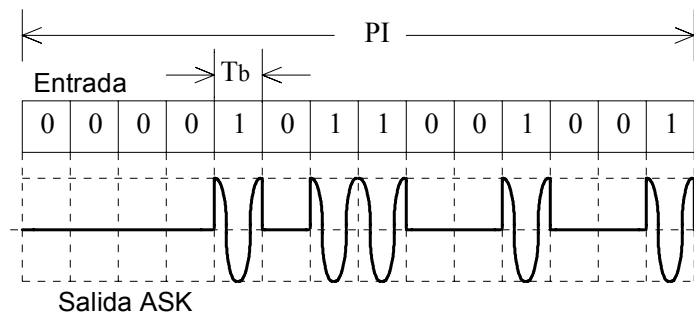 PI
Tb
Entrada
0 0 0 0 1 0 1 1 0 0 1 0 0 1
Salida ASK